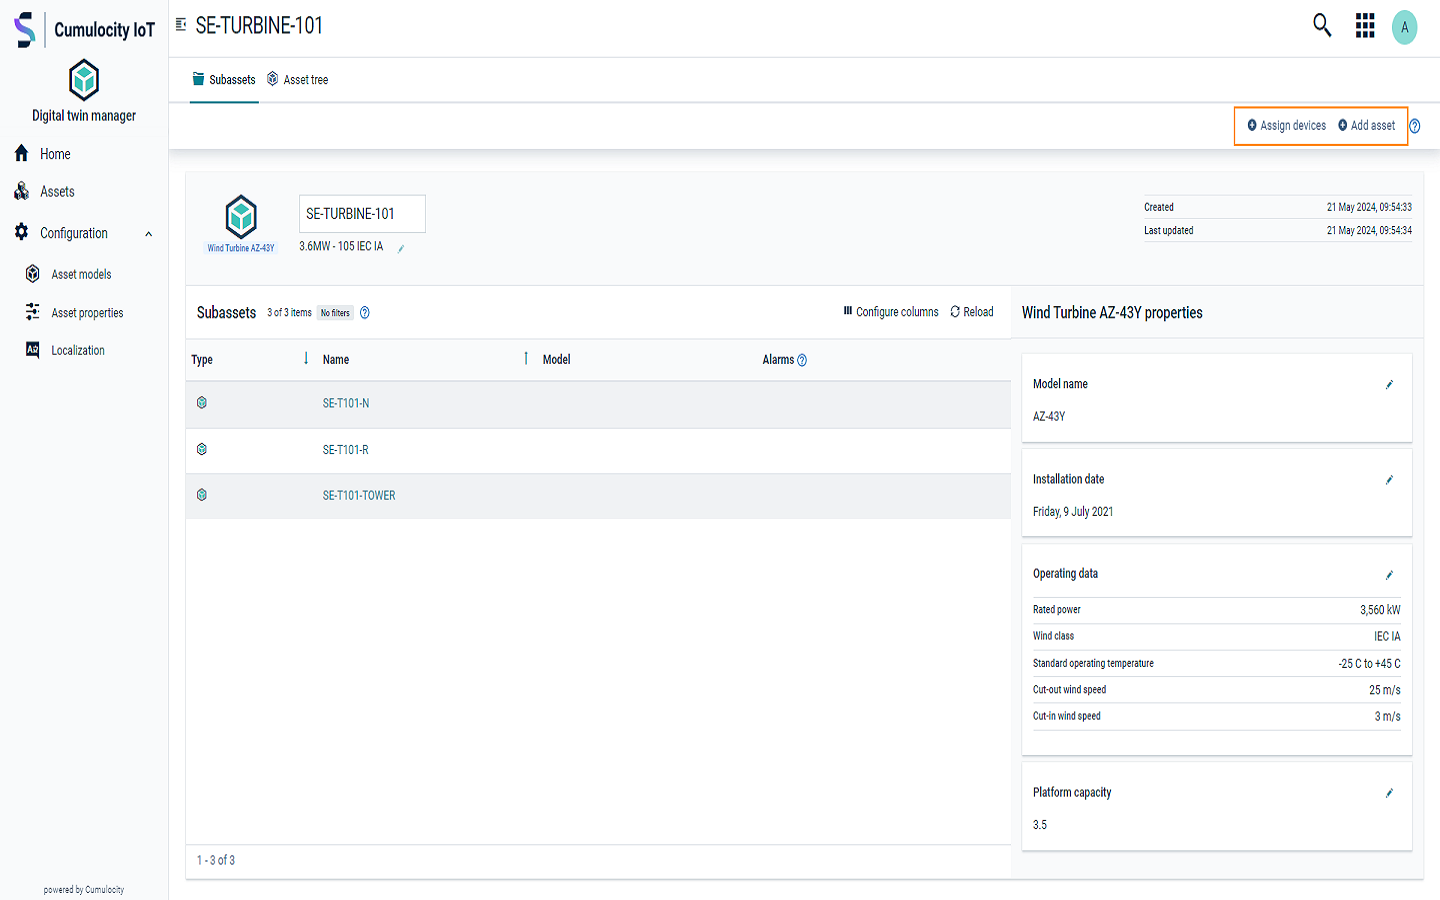 Cumulocity IoT
Digital twin manager
Home
Assets
Configuration
Asset models
Asset properties
Localization
powered by Cumulocity
SE-TURBINE-101
A
Subassets
Asset tree
Assign devices
Add asset
Wind Turbine AZ-43Y
SE-TURBINE-101
3.6MW - 105 IEC IA
Created 21 May 2024, 09:54:33
Last updated 21 May 2024, 09:54:34
Subassets 3 of 3 items No filters
Configure columns Reload
Type Name Model Alarms
SE-T101-N
SE-T101-R
SE-T101-TOWER
1 - 3 of 3
Wind Turbine AZ-43Y properties
Model name
AZ-43Y
Installation date
Friday, 9 July 2021
Operating data
Rated power 3,560 kW
Wind class IEC IA
Standard operating temperature -25 C to +45 C
Cut-out wind speed 25 m/s
Cut-in wind speed 3 m/s
Platform capacity
3.5